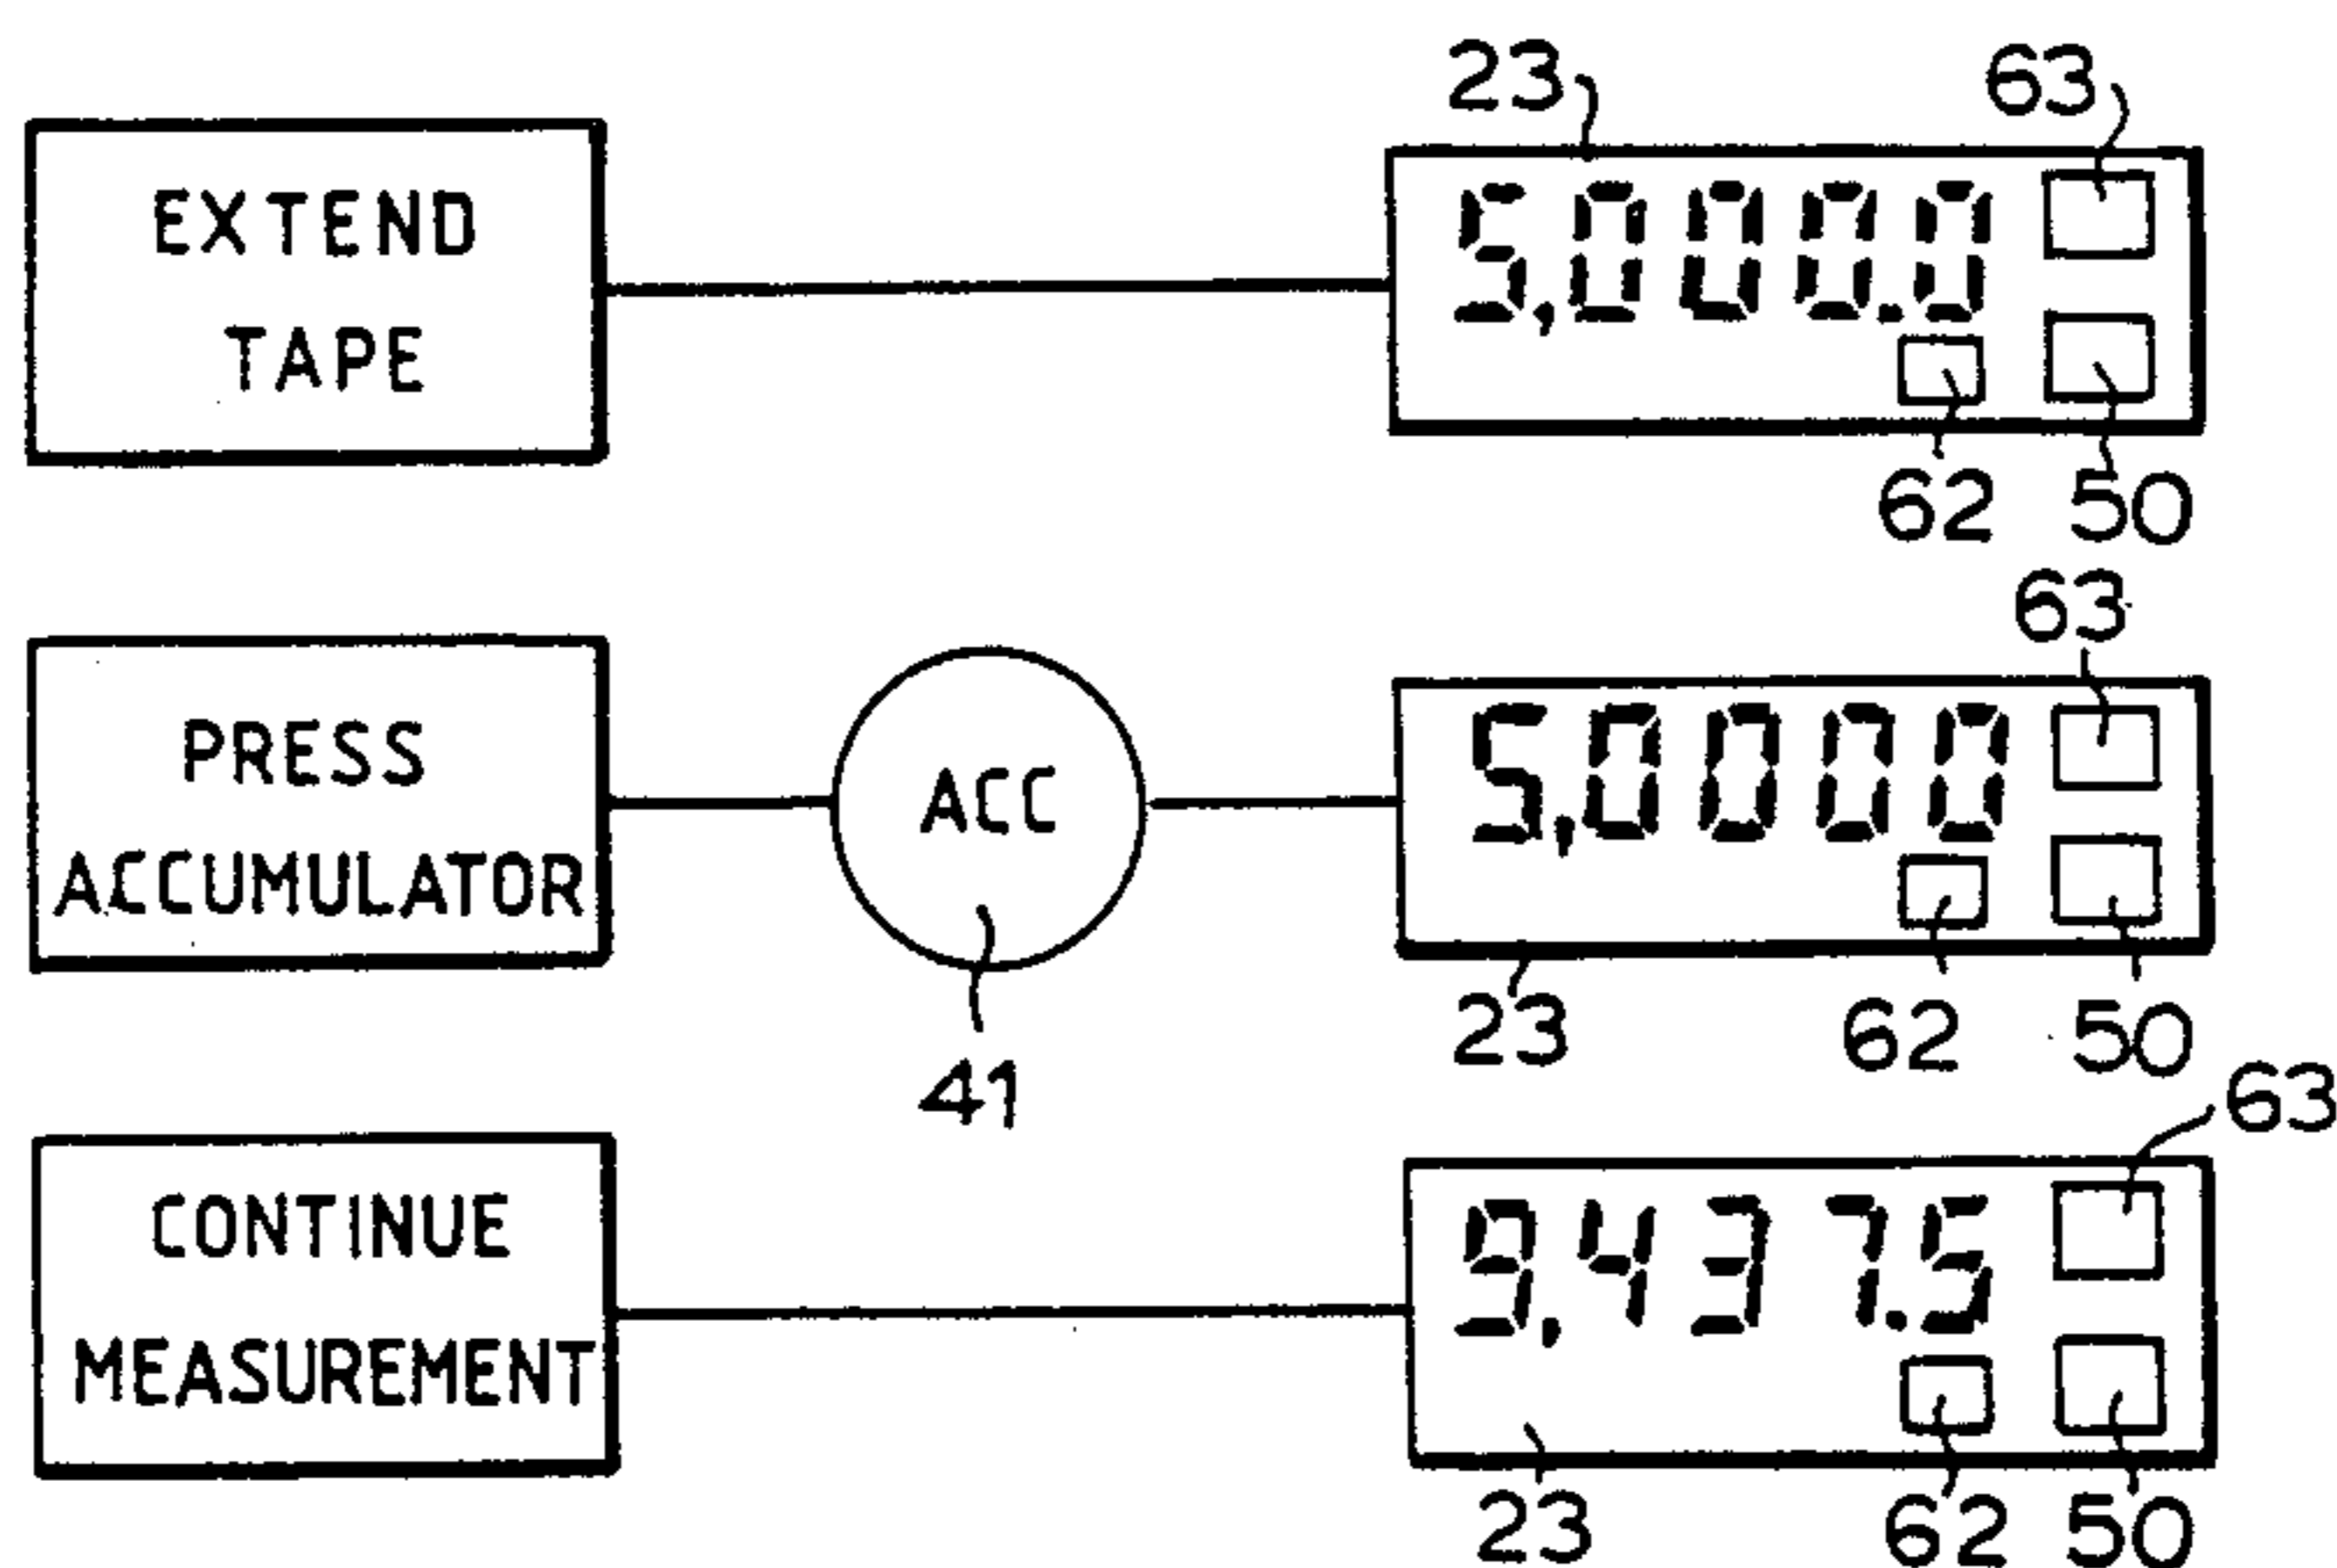 23 63
EXTEND
TAPE
5,000.0
62 50
63
PRESS
ACCUMULATOR
ACC
5,0000
41
23 62 50
63
CONTINUE
MEASUREMENT
9,437.5
23 62 50